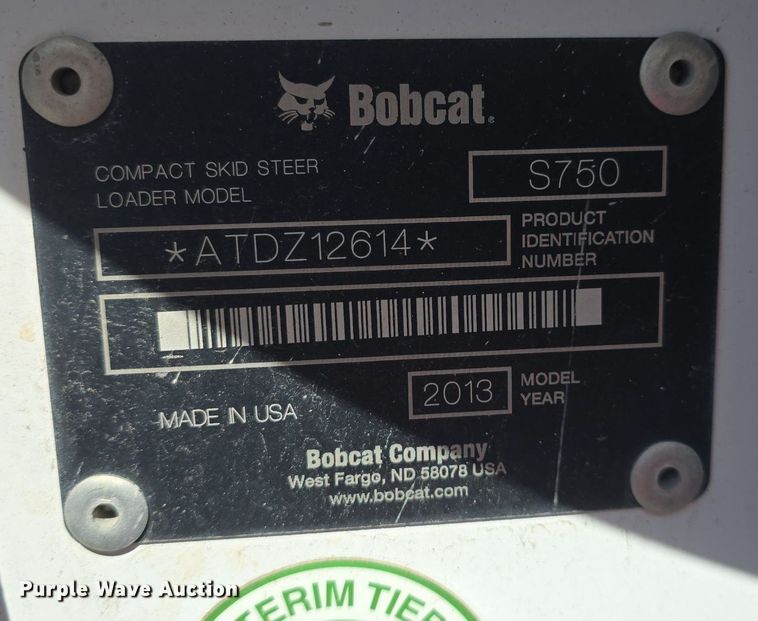 Bobcat®
COMPACT SKID STEER
LOADER MODEL
S750
*ATDZ12614*
PRODUCT
IDENTIFICATION
NUMBER
2013
MODEL
YEAR
MADE IN USA
Bobcat Company
West Fargo, ND 58078 USA
www.bobcat.com
Purple Wave Auction
TERIM TIER